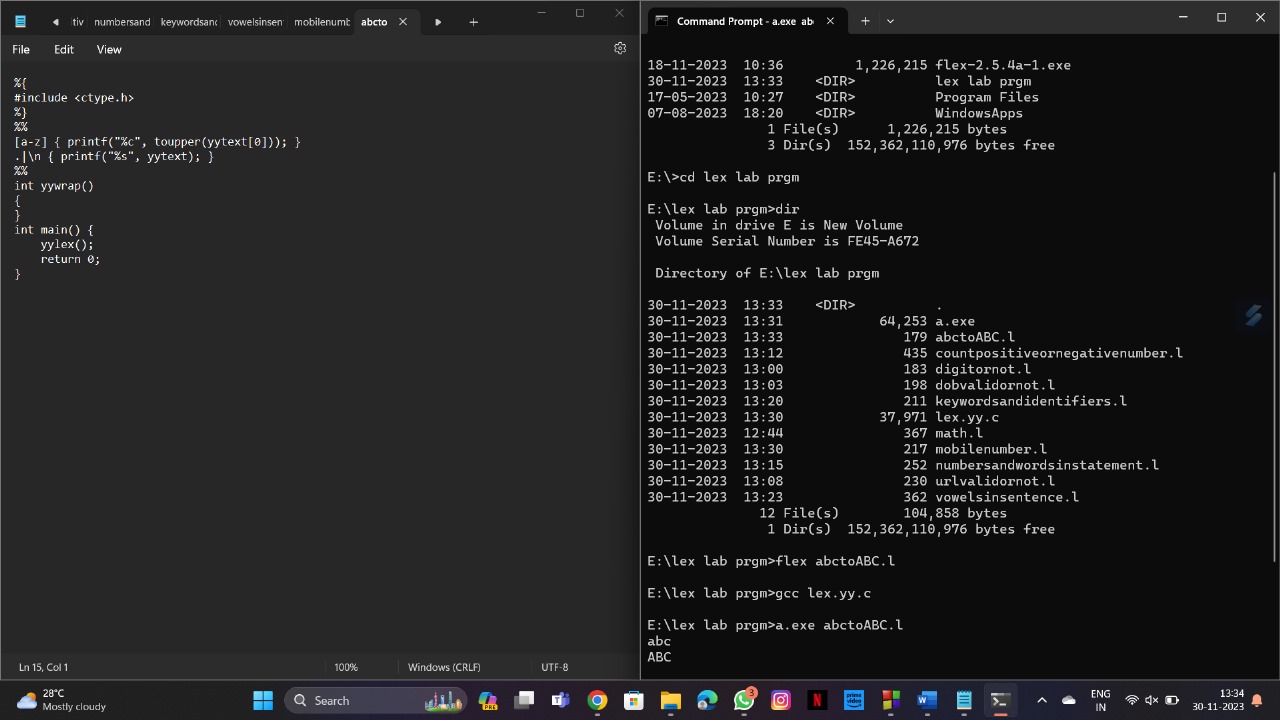 tiv numbersand keywordsand vowelsinsen mobilenumb abcto
File Edit View
%{
#include <ctype.h>
%}
%%
[a-z] { printf("%c", toupper(yytext[0])); }
.|\n { printf("%s", yytext); }
%%
int yywrap()
{
}
int main() {
    yylex();
    return 0;
}
Ln 15, Col 1 100% Windows (CRLF) UTF-8
Command Prompt - a.exe ab
18-11-2023  10:36         1,226,215 flex-2.5.4a-1.exe
30-11-2023  13:33    <DIR>          lex lab prgm
17-05-2023  10:27    <DIR>          Program Files
07-08-2023  18:20    <DIR>          WindowsApps
               1 File(s)      1,226,215 bytes
               3 Dir(s)  152,362,110,976 bytes free
E:\>cd lex lab prgm
E:\lex lab prgm>dir
 Volume in drive E is New Volume
 Volume Serial Number is FE45-A672
 Directory of E:\lex lab prgm
30-11-2023  13:33    <DIR>          .
30-11-2023  13:31            64,253 a.exe
30-11-2023  13:33               179 abctoABC.l
30-11-2023  13:12               435 countpositiveornegativenumber.l
30-11-2023  13:00               183 digitornot.l
30-11-2023  13:03               198 dobvalidornot.l
30-11-2023  13:20               211 keywordsandidentifiers.l
30-11-2023  13:30            37,971 lex.yy.c
30-11-2023  12:44               367 math.l
30-11-2023  13:30               217 mobilenumber.l
30-11-2023  13:15               252 numbersandwordsinstatement.l
30-11-2023  13:08               230 urlvalidornot.l
30-11-2023  13:23               362 vowelsinsentence.l
              12 File(s)        104,858 bytes
               1 Dir(s)  152,362,110,976 bytes free
E:\lex lab prgm>flex abctoABC.l
E:\lex lab prgm>gcc lex.yy.c
E:\lex lab prgm>a.exe abctoABC.l
abc
ABC
28°C
Mostly cloudy
Search
PRE
3
N
prime video
W
ENG
IN
13:34
30-11-2023